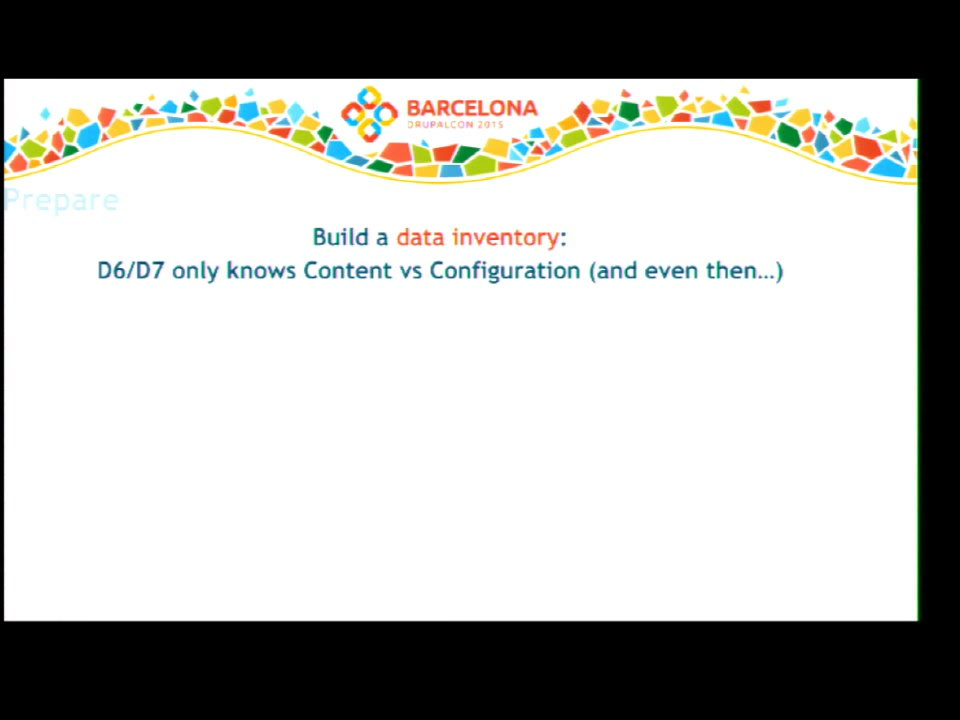 BARCELONA
DRUPALCON 2015
Prepare
Build a data inventory:
D6/D7 only knows Content vs Configuration (and even then…)